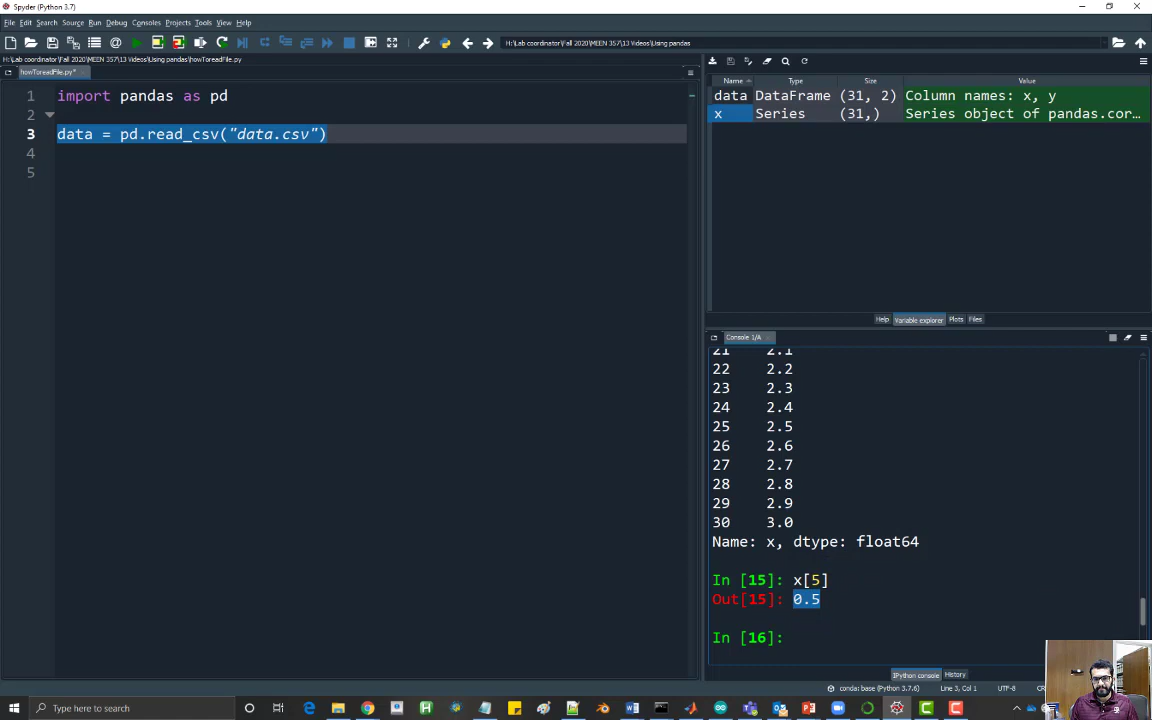 Spyder (Python 3.7)
File Edit Search Source Run Debug Consoles Projects Tools View Help
H:\Lab coordinator\Fall 2020\MEEN 357\13 Videos\Using pandas
H:\Lab coordinator\Fall 2020\MEEN 357\13 Videos\Using pandas\howToreadFile.py
howToreadFile.py*
1 import pandas as pd
2
3 data = pd.read_csv("data.csv")
4
5
Name Type Size Value
data DataFrame (31, 2) Column names: x, y
x Series (31,) Series object of pandas.cor…
Help Variable explorer Plots Files
Console 1/A
21 2.1
22 2.2
23 2.3
24 2.4
25 2.5
26 2.6
27 2.7
28 2.8
29 2.9
30 3.0
Name: x, dtype: float64
In [15]: x[5]
Out[15]: 0.5
In [16]:
IPython console History
conda: base (Python 3.7.6) Line 3, Col 1 UTF-8
Type here to search